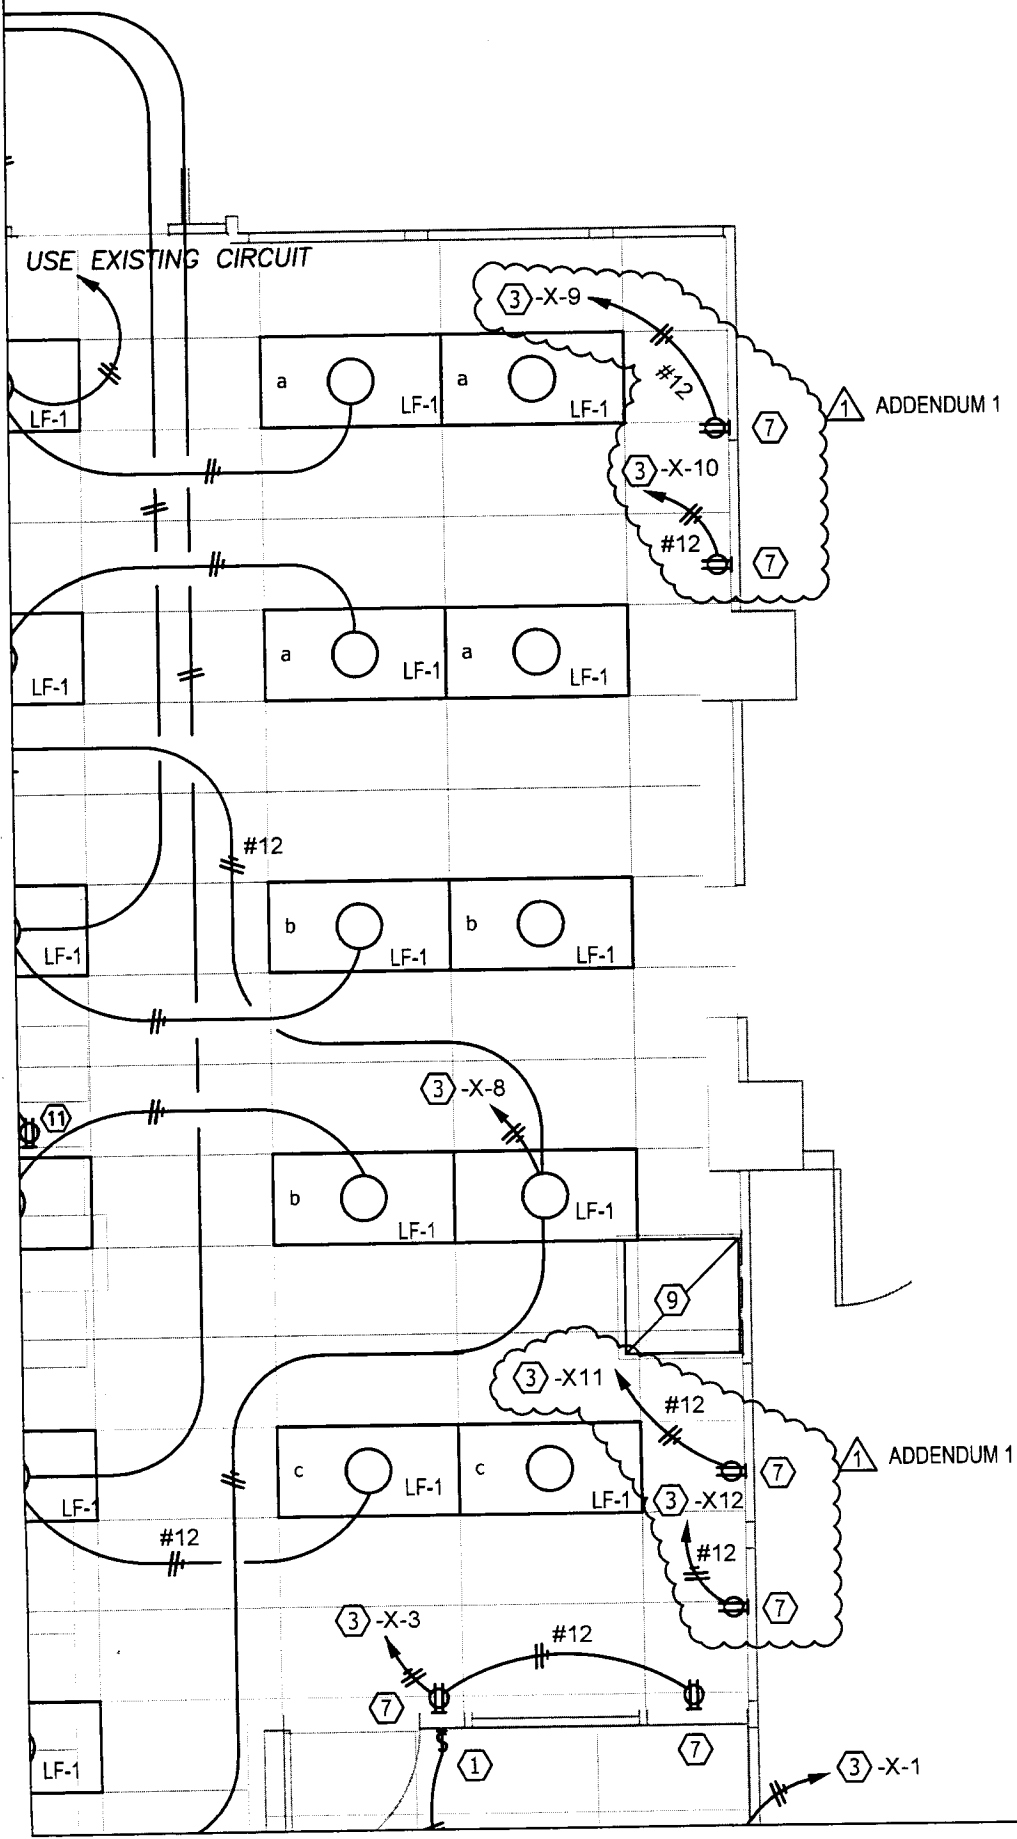 USE EXISTING CIRCUIT
3 -X-9
a
a
LF-1
LF-1
LF-1
#12
7
1 ADDENDUM 1
3 -X-10
#12
7
a
a
LF-1
LF-1
LF-1
#12
b
b
LF-1
LF-1
LF-1
3 -X-8
11
b
LF-1
LF-1
9
3 -X11
#12
1 ADDENDUM 1
c
c
LF-1
LF-1
LF-1
7
3 -X12
#12
#12
7
3 -X-3
#12
7
1
7
LF-1
3 -X-1